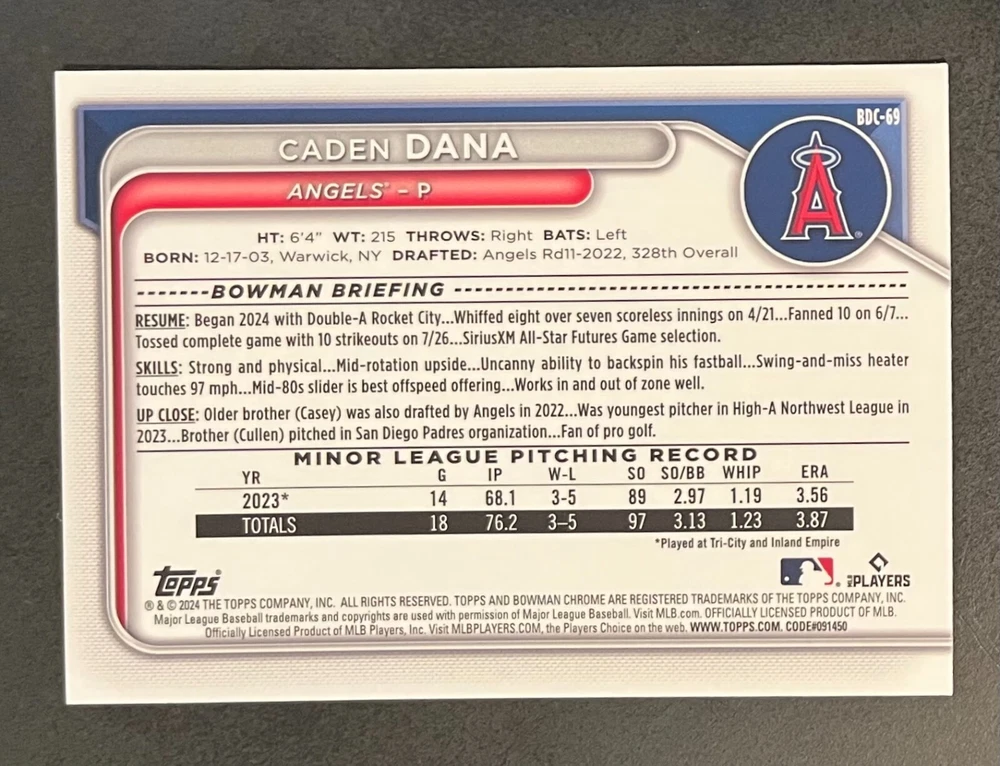 BDC-69
CADEN DANA
ANGELS® – P
A
HT: 6'4" WT: 215 THROWS: Right BATS: Left
BORN: 12-17-03, Warwick, NY DRAFTED: Angels Rd11-2022, 328th Overall
BOWMAN BRIEFING
RESUME: Began 2024 with Double-A Rocket City...Whiffed eight over seven scoreless innings on 4/21...Fanned 10 on 6/7...
Tossed complete game with 10 strikeouts on 7/26...SiriusXM All-Star Futures Game selection.
SKILLS: Strong and physical...Mid-rotation upside...Uncanny ability to backspin his fastball...Swing-and-miss heater
touches 97 mph...Mid-80s slider is best offspeed offering...Works in and out of zone well.
UP CLOSE: Older brother (Casey) was also drafted by Angels in 2022...Was youngest pitcher in High-A Northwest League in
2023...Brother (Cullen) pitched in San Diego Padres organization...Fan of pro golf.
MINOR LEAGUE PITCHING RECORD
YR G IP W-L SO SO/BB WHIP ERA
2023* 14 68.1 3-5 89 2.97 1.19 3.56
TOTALS 18 76.2 3–5 97 3.13 1.23 3.87
*Played at Tri-City and Inland Empire
Topps® PLAYERS
® & © 2024 THE TOPPS COMPANY, INC. ALL RIGHTS RESERVED. TOPPS AND BOWMAN CHROME ARE REGISTERED TRADEMARKS OF THE TOPPS COMPANY, INC.
Major League Baseball trademarks and copyrights are used with permission of Major League Baseball. Visit MLB.com. OFFICIALLY LICENSED PRODUCT OF MLB.
Officially Licensed Product of MLB Players, Inc. Visit MLBPLAYERS.COM, the Players Choice on the web. WWW.TOPPS.COM. CODE#091450